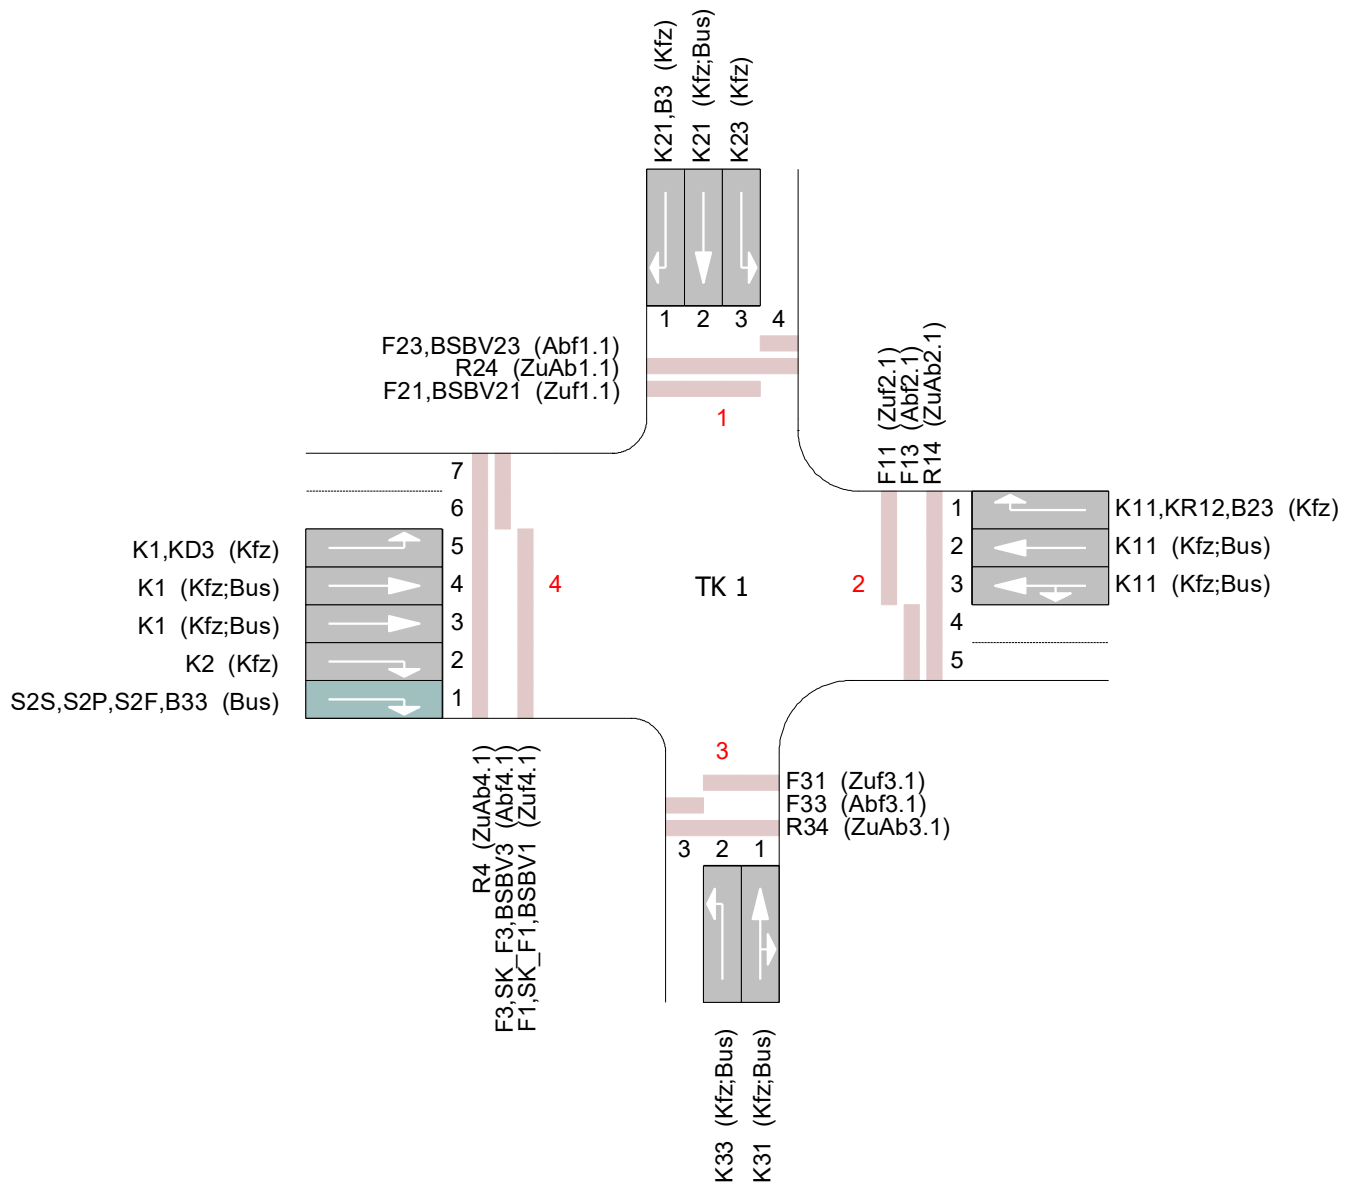 K21,B3 (Kfz)
K21 (Kfz;Bus)
K23 (Kfz)
1 2 3 4
F23,BSBV23 (Abf1.1)
R24 (ZuAb1.1)
F21,BSBV21 (Zuf1.1)
1
F11 (Zuf2.1)
F13 (Abf2.1)
R14 (ZuAb2.1)
7
6
5
4
3
2
1
K1,KD3 (Kfz)
K1 (Kfz;Bus)
K1 (Kfz;Bus)
K2 (Kfz)
S2S,S2P,S2F,B33 (Bus)
4
TK 1
2
1
2
3
4
5
K11,KR12,B23 (Kfz)
K11 (Kfz;Bus)
K11 (Kfz;Bus)
R4 (ZuAb4.1)
F3,SK_F3,BSBV3 (Abf4.1)
F1,SK_F1,BSBV1 (Zuf4.1)
3
F31 (Zuf3.1)
F33 (Abf3.1)
R34 (ZuAb3.1)
3 2 1
K33 (Kfz;Bus)
K31 (Kfz;Bus)